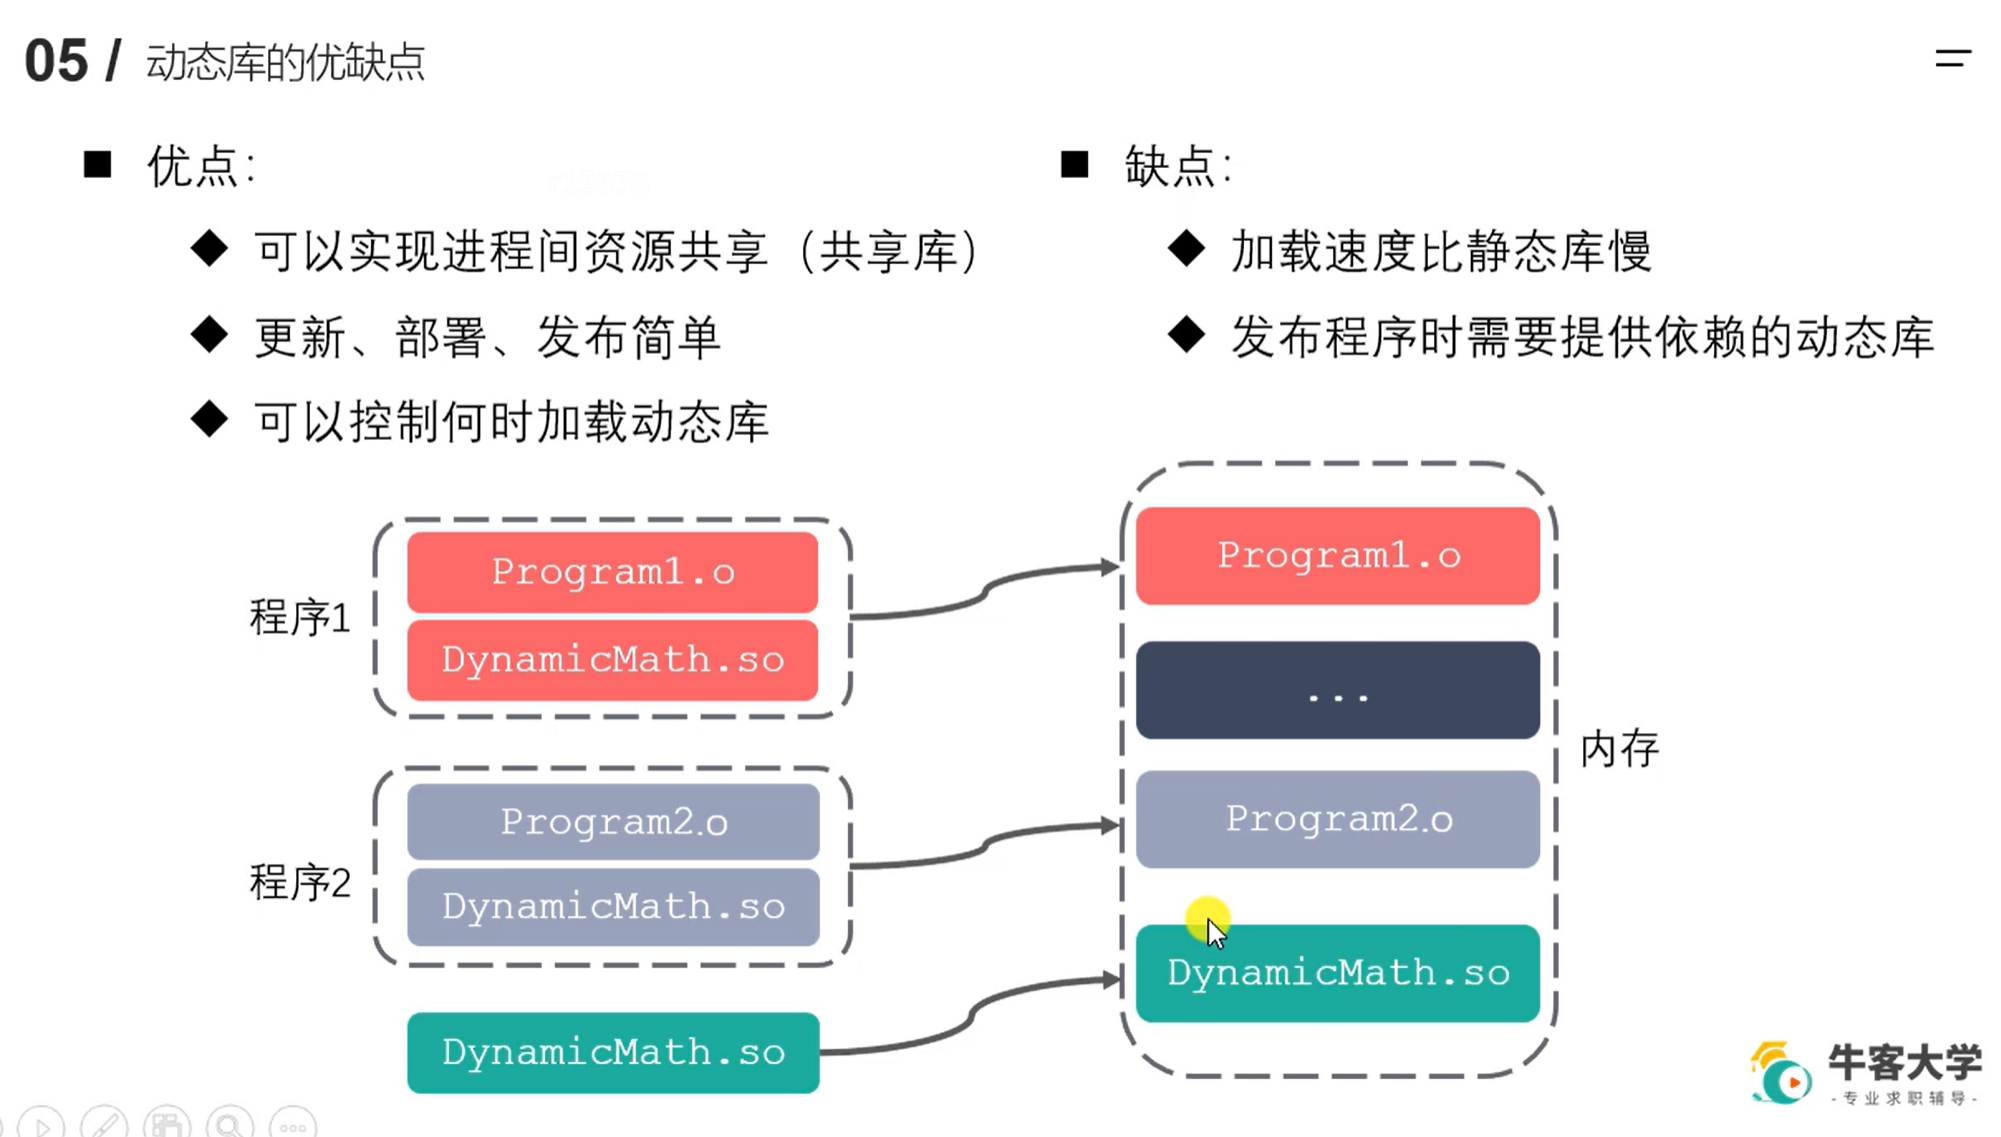 05 / 动态库的优缺点
■ 优点：
◆ 可以实现进程间资源共享（共享库）
◆ 更新、部署、发布简单
◆ 可以控制何时加载动态库
■ 缺点：
◆ 加载速度比静态库慢
◆ 发布程序时需要提供依赖的动态库
程序1
Program1.o
DynamicMath.so
程序2
Program2.o
DynamicMath.so
DynamicMath.so
Program1.o
...
Program2.o
DynamicMath.so
内存
牛客大学
-专业求职辅导-